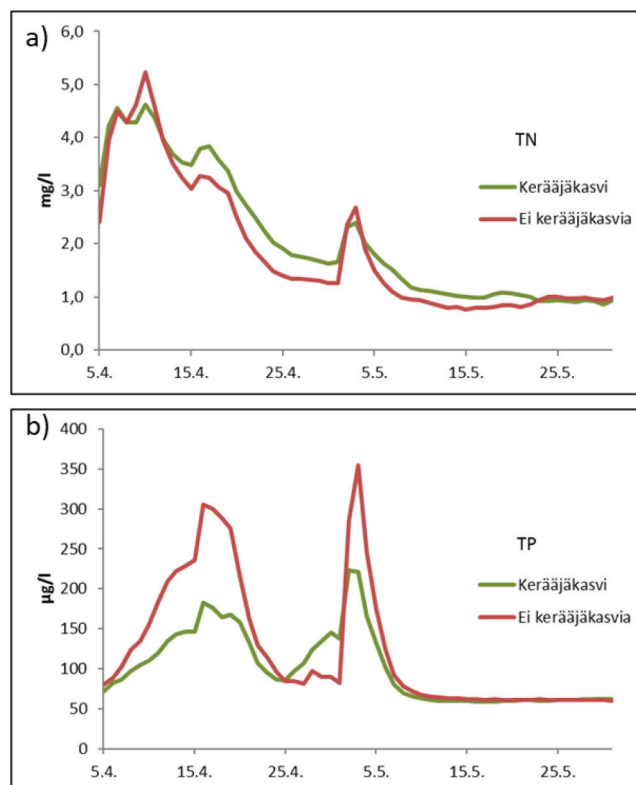 a)
6,0
5,0
4,0
3,0
2,0
1,0
0,0
mg/l
TN
Kerääjäkasvi
Ei kerääjäkasvia
5.4. 15.4. 25.4. 5.5. 15.5. 25.5.
b)
400
350
300
250
200
150
100
50
0
µg/l
TP
Kerääjäkasvi
Ei kerääjäkasvia
5.4. 15.4. 25.4. 5.5. 15.5. 25.5.